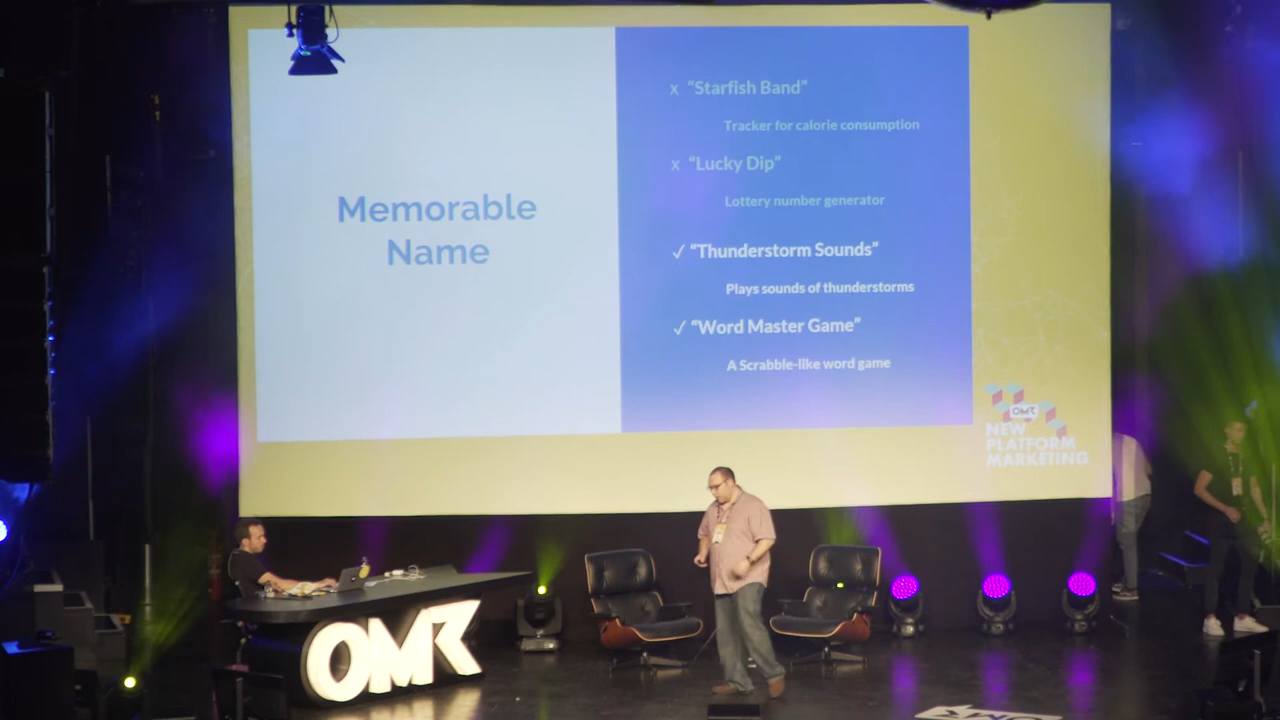 Memorable
Name
x "Starfish Band"
Tracker for calorie consumption
x "Lucky Dip"
Lottery number generator
✓ "Thunderstorm Sounds"
Plays sounds of thunderstorms
✓ "Word Master Game"
A Scrabble-like word game
OMR
NEW
PLATFORM
MARKETING
OMR
OMR